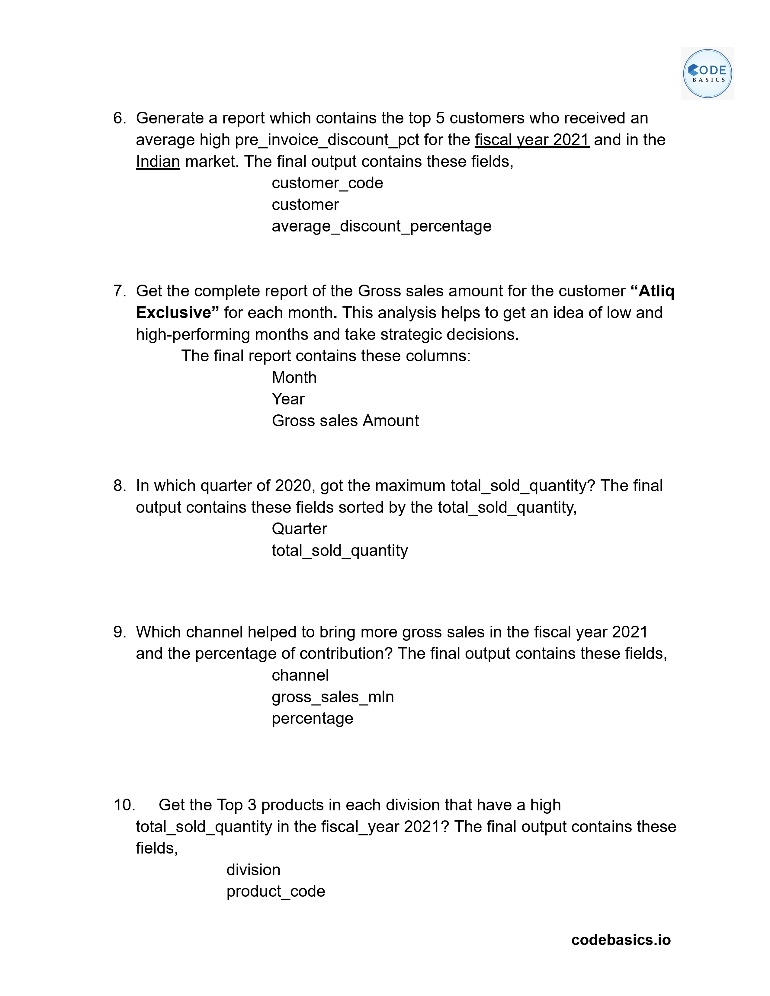 CODE
BASICS
6. Generate a report which contains the top 5 customers who received an
average high pre_invoice_discount_pct for the fiscal year 2021 and in the
Indian market. The final output contains these fields,
customer_code
customer
average_discount_percentage
7. Get the complete report of the Gross sales amount for the customer “Atliq
Exclusive” for each month. This analysis helps to get an idea of low and
high-performing months and take strategic decisions.
The final report contains these columns:
Month
Year
Gross sales Amount
8. In which quarter of 2020, got the maximum total_sold_quantity? The final
output contains these fields sorted by the total_sold_quantity,
Quarter
total_sold_quantity
9. Which channel helped to bring more gross sales in the fiscal year 2021
and the percentage of contribution? The final output contains these fields,
channel
gross_sales_mln
percentage
10. Get the Top 3 products in each division that have a high
total_sold_quantity in the fiscal_year 2021? The final output contains these
fields,
division
product_code
codebasics.io